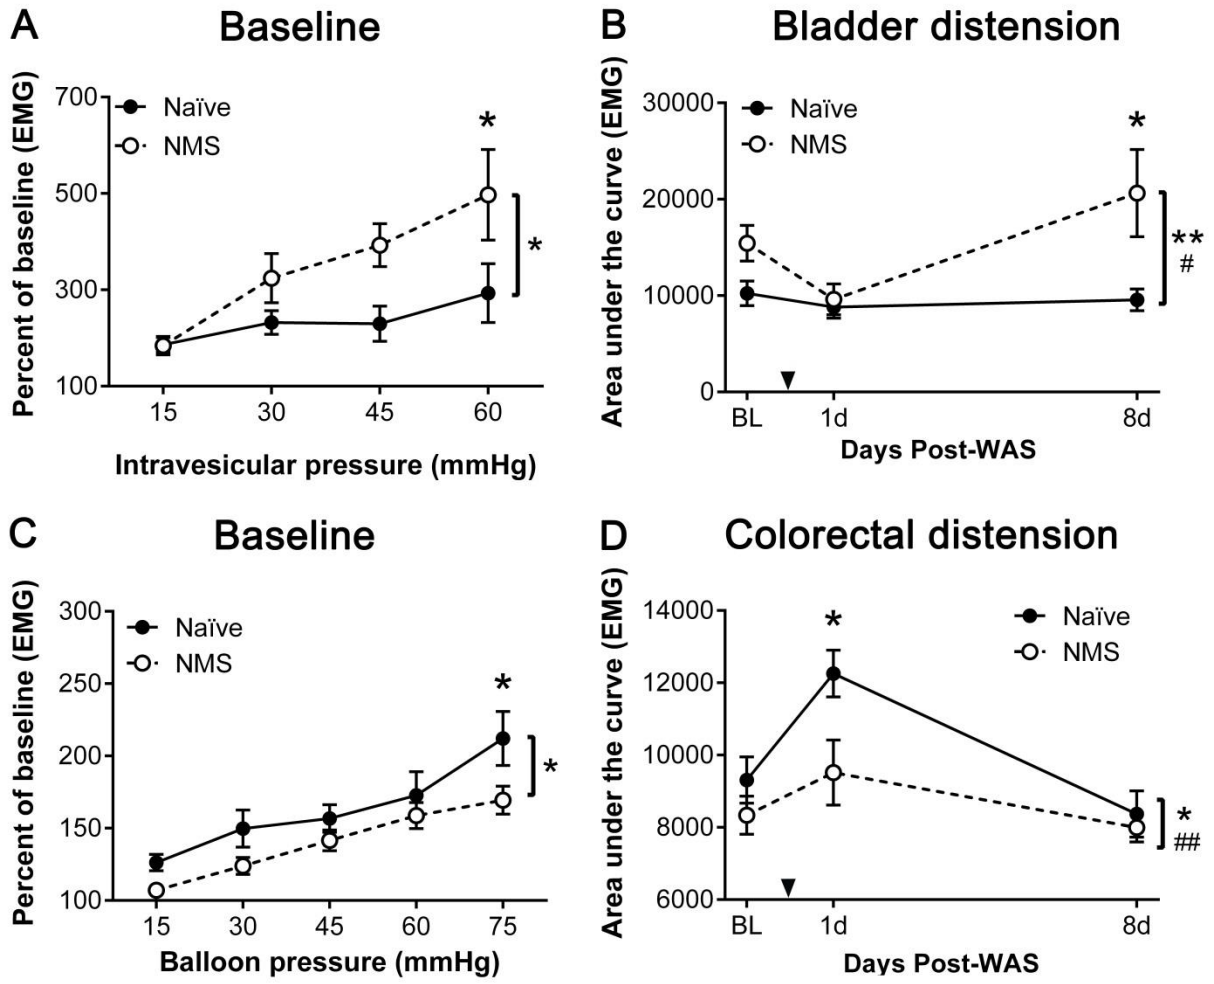 A
Baseline
Percent of baseline (EMG)
700
500
300
100
Naïve
NMS
*
*
15 30 45 60
Intravesicular pressure (mmHg)
B
Bladder distension
Area under the curve (EMG)
30000
20000
10000
0
Naïve
NMS
*
**
#
BL 1d 8d
Days Post-WAS
C
Baseline
Percent of baseline (EMG)
300
250
200
150
100
Naïve
NMS
*
*
15 30 45 60 75
Balloon pressure (mmHg)
D
Colorectal distension
Area under the curve (EMG)
14000
12000
10000
8000
6000
Naïve
NMS
*
*
##
BL 1d 8d
Days Post-WAS